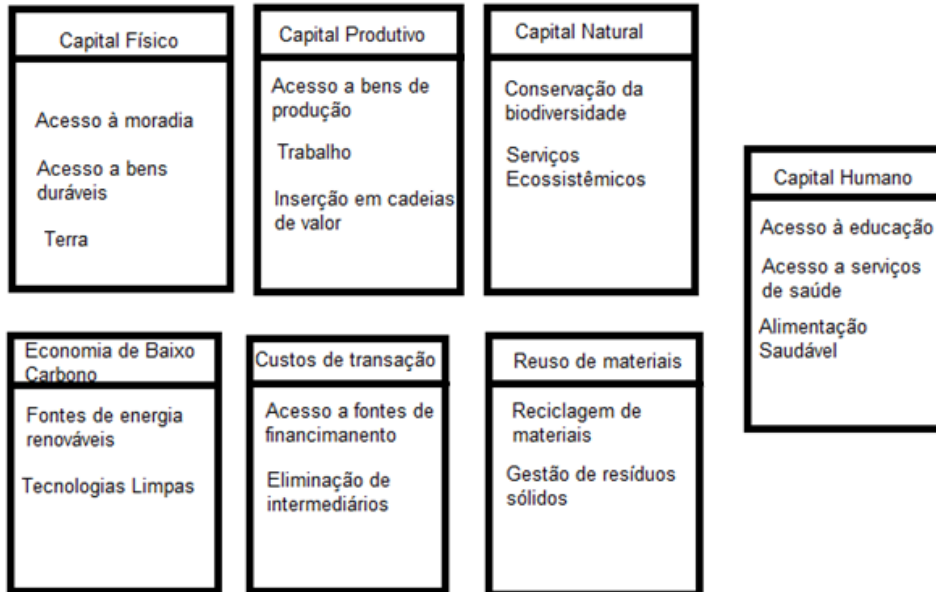 Capital Físico
Acesso à moradia
Acesso a bens
duráveis
Terra
Capital Produtivo
Acesso a bens de
produção
Trabalho
Inserção em cadeias
de valor
Capital Natural
Conservação da
biodiversidade
Serviços
Ecossistêmicos
Capital Humano
Acesso à educação
Acesso a serviços
de saúde
Alimentação
Saudável
Economia de Baixo
Carbono
Fontes de energia
renováveis
Tecnologias Limpas
Custos de transação
Acesso a fontes de
financimanento
Eliminação de
intermediários
Reuso de materiais
Reciclagem de
materiais
Gestão de resíduos
sólidos